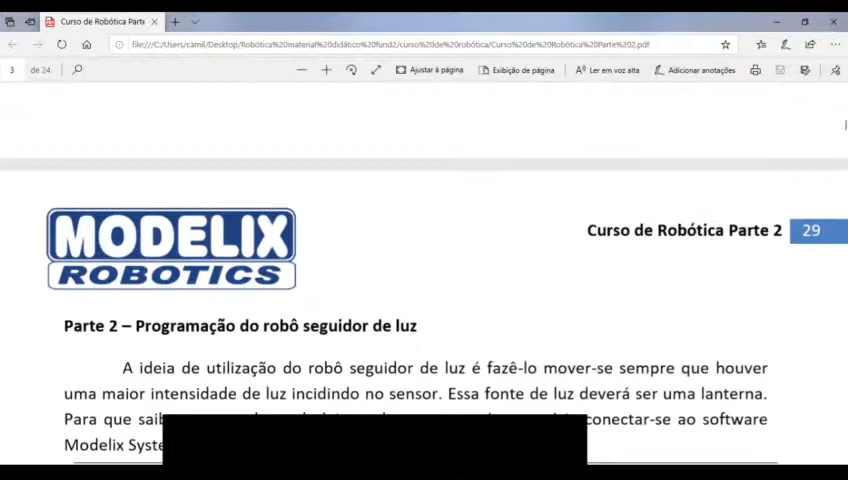 Curso de Robótica Parte
file:///C:/Users/camil/Desktop/Robótica%20material%20didático%20fund2/curso%20de%20robótica/Curso%20de%20Robótica%20Parte%202.pdf
3 de 24 Ajustar à página Exibição de página Ler em voz alta Adicionar anotações
MODELIX
ROBOTICS
Curso de Robótica Parte 2 29
Parte 2 – Programação do robô seguidor de luz
A ideia de utilização do robô seguidor de luz é fazê-lo mover-se sempre que houver
uma maior intensidade de luz incidindo no sensor. Essa fonte de luz deverá ser uma lanterna.
Para que conectar-se ao software
Modelix